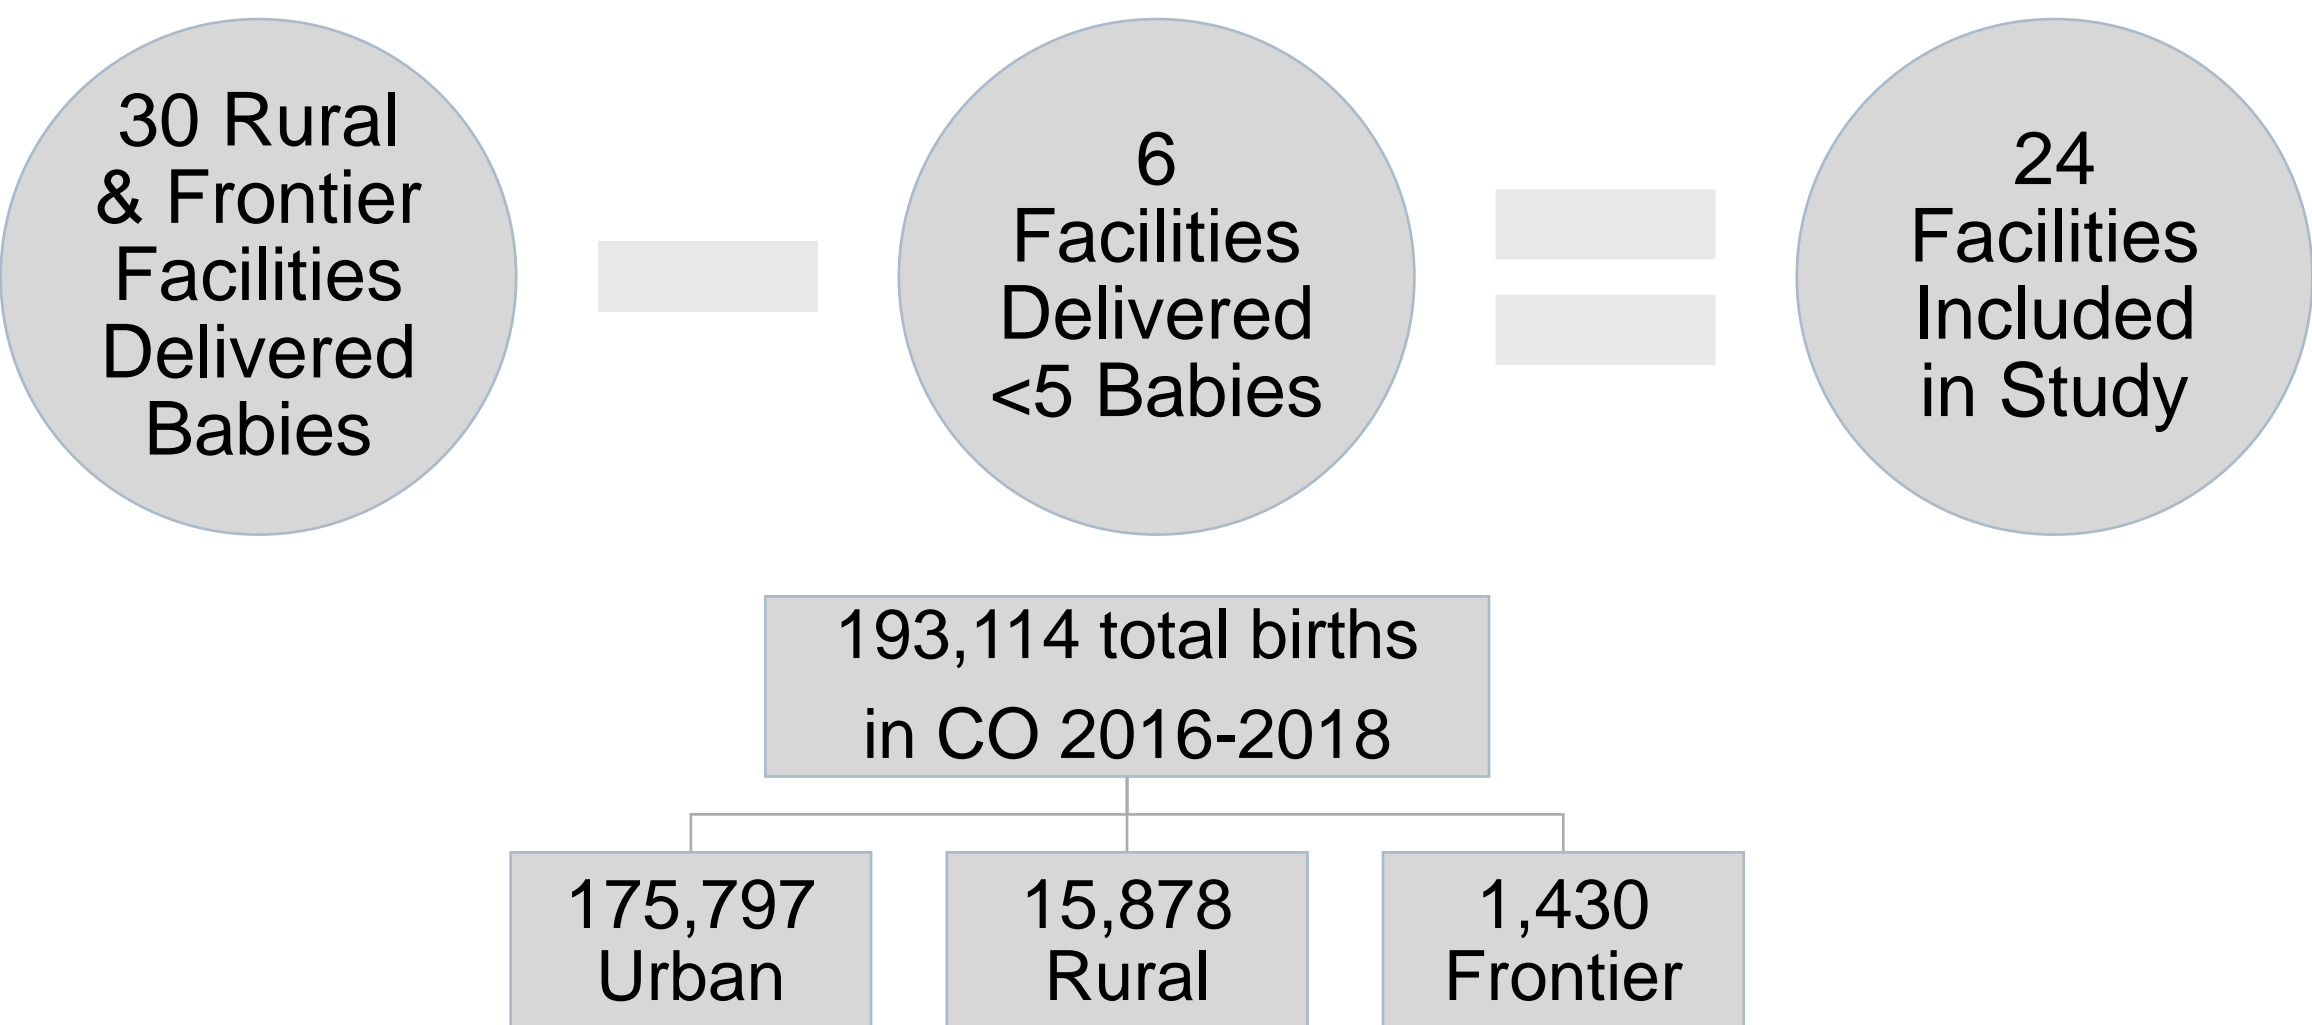 30 Rural
& Frontier
Facilities
Delivered
Babies
6
Facilities
Delivered
<5 Babies
24
Facilities
Included
in Study
193,114 total births
in CO 2016-2018
175,797
Urban
15,878
Rural
1,430
Frontier